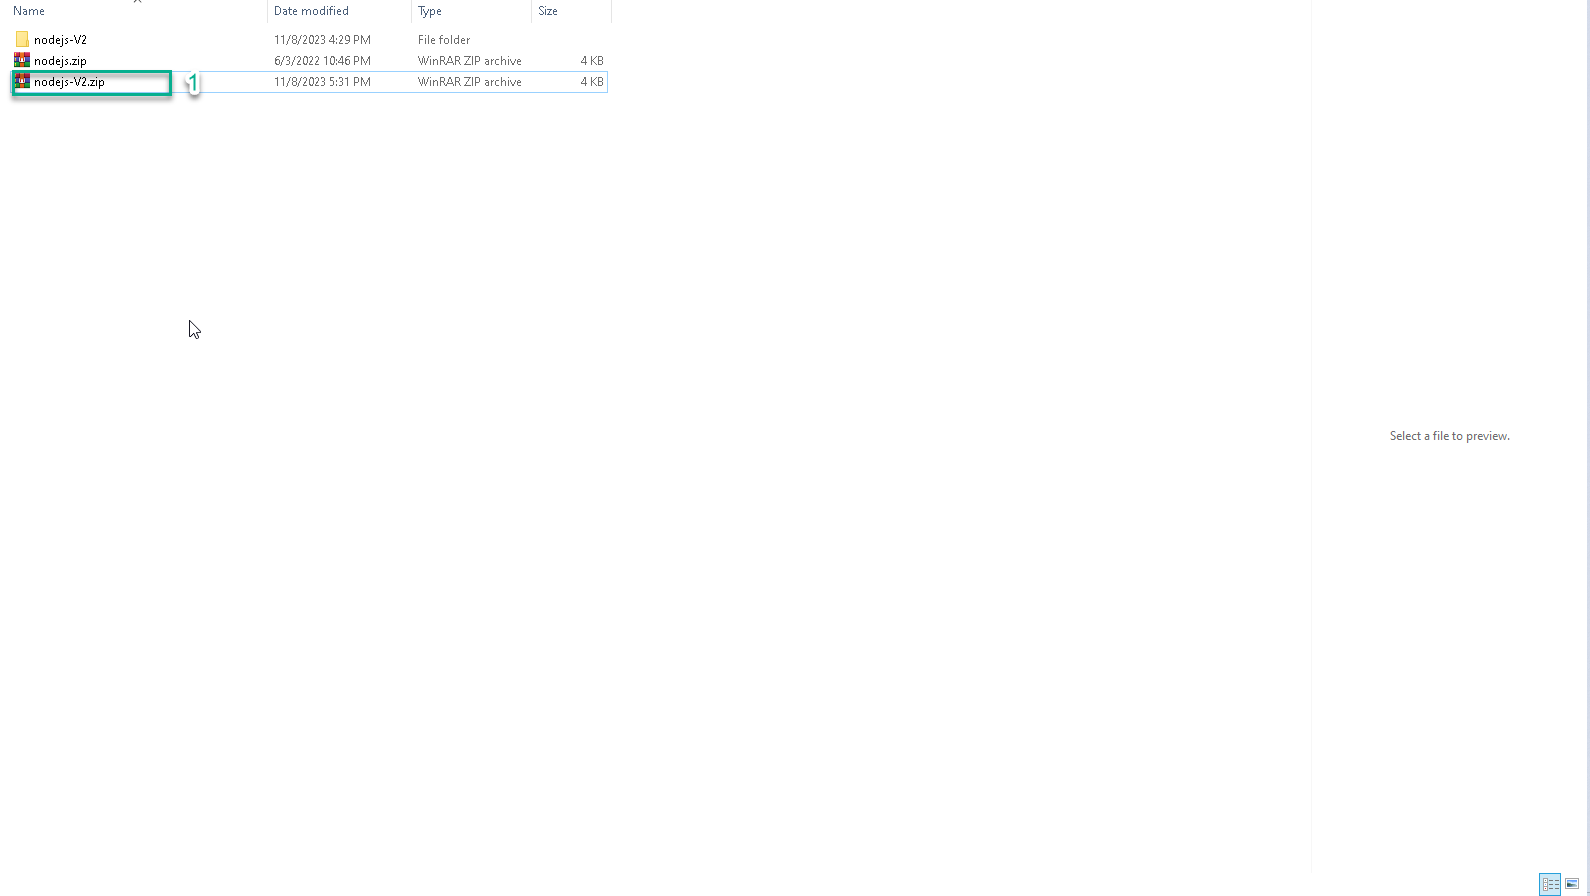 Name Date modified Type Size
nodejs-V2 11/8/2023 4:29 PM File folder
nodejs.zip 6/3/2022 10:46 PM WinRAR ZIP archive 4 KB
nodejs-V2.zip 1 11/8/2023 5:31 PM WinRAR ZIP archive 4 KB
Select a file to preview.